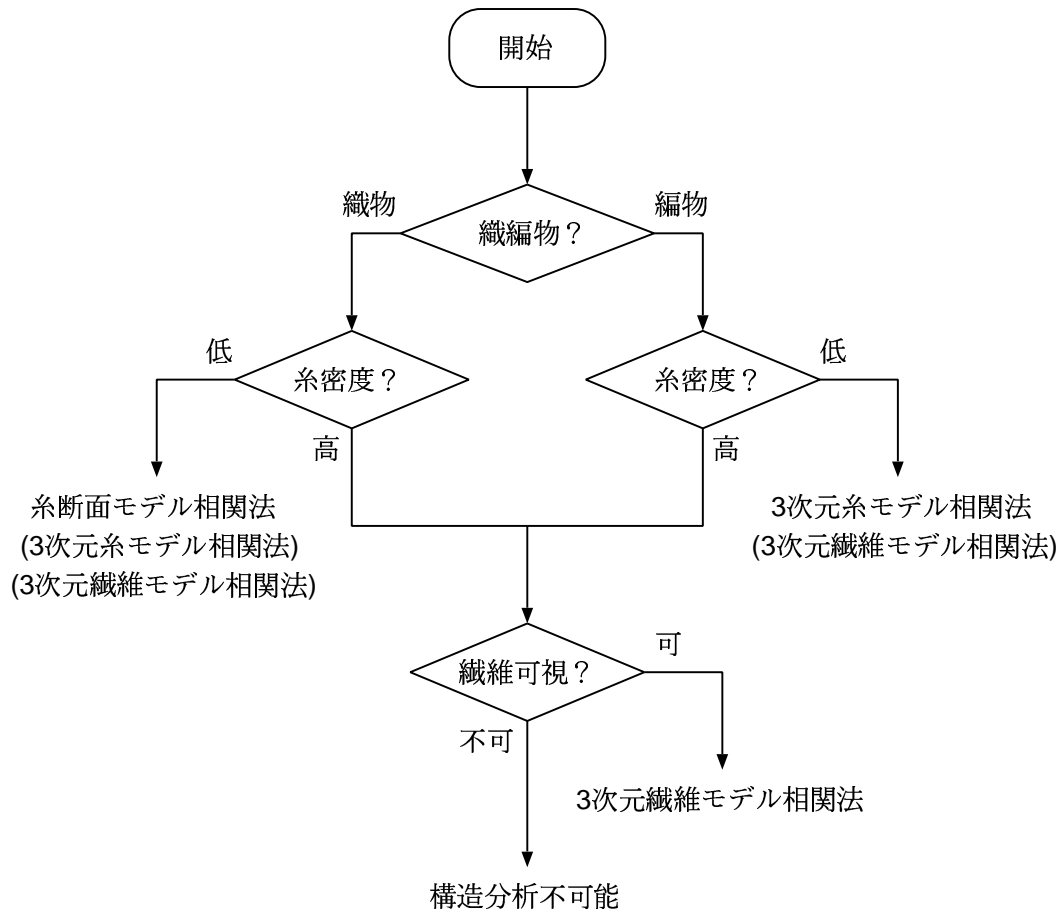 開始
織物
編物
織編物？
低
糸密度？
糸密度？
低
高
高
糸断面モデル相関法
(3次元糸モデル相関法)
(3次元繊維モデル相関法)
3次元糸モデル相関法
(3次元繊維モデル相関法)
可
繊維可視？
不可
3次元繊維モデル相関法
構造分析不可能